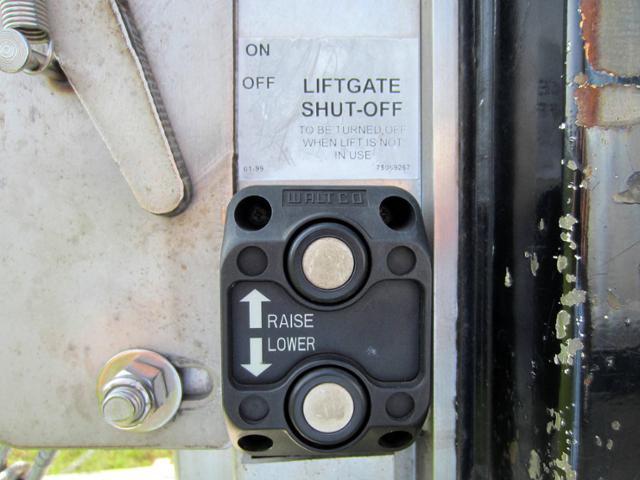 ON
OFF
LIFTGATE
SHUT-OFF
TO BE TURNED OFF
WHEN LIFT IS NOT
IN USE
01-99 75059267
WALTCO
RAISE
LOWER